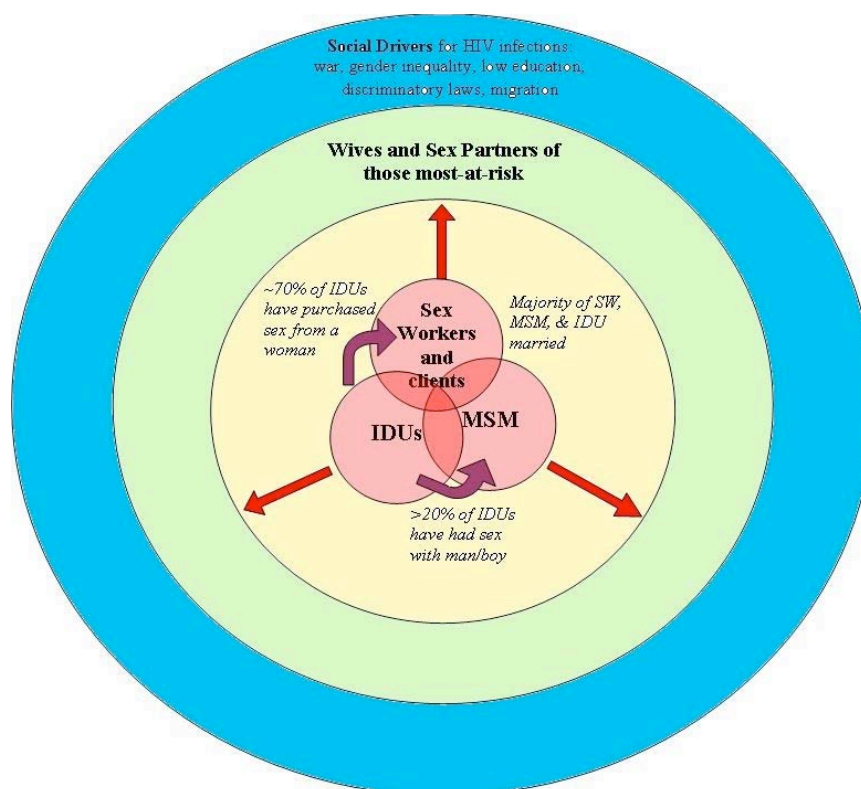 Social Drivers for HIV infections:
war, gender inequality, low education,
discriminatory laws, migration
Wives and Sex Partners of
those most-at-risk
~70% of IDUs
have purchased
sex from a
woman
Sex
Workers
and
clients
Majority of SW,
MSM, & IDU
married
IDUs
MSM
>20% of IDUs
have had sex
with man/boy